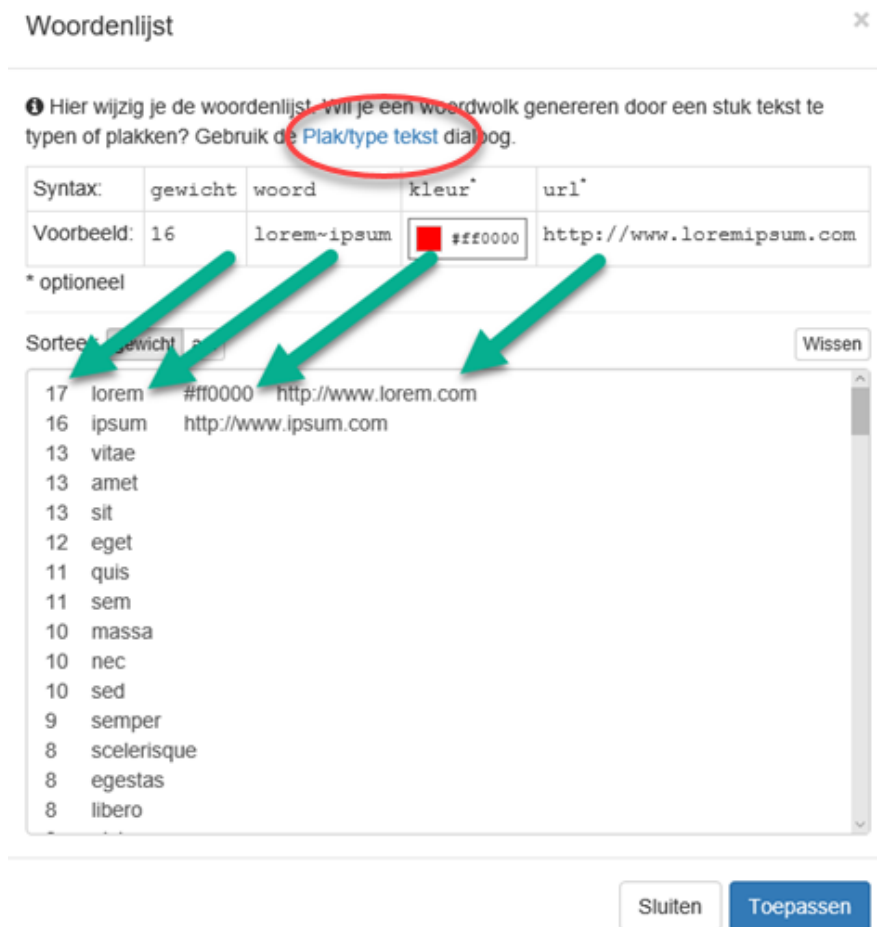 Woordenlijst ×
Hier wijzig je de woordenlijst. Wil je een woordwolk genereren door een stuk tekst te
typen of plakken? Gebruik de Plak/type tekst dialoog.
Syntax: gewicht woord kleur* url*
Voorbeeld: 16 lorem~ipsum #ff0000 http://www.loremipsum.com
* optioneel
gewicht Wissen
17 lorem #ff0000 http://www.lorem.com
16 ipsum http://www.ipsum.com
13 vitae
13 amet
13 sit
12 eget
11 quis
11 sem
10 massa
10 nec
10 sed
9 semper
8 scelerisque
8 egestas
8 libero
Sluiten Toepassen